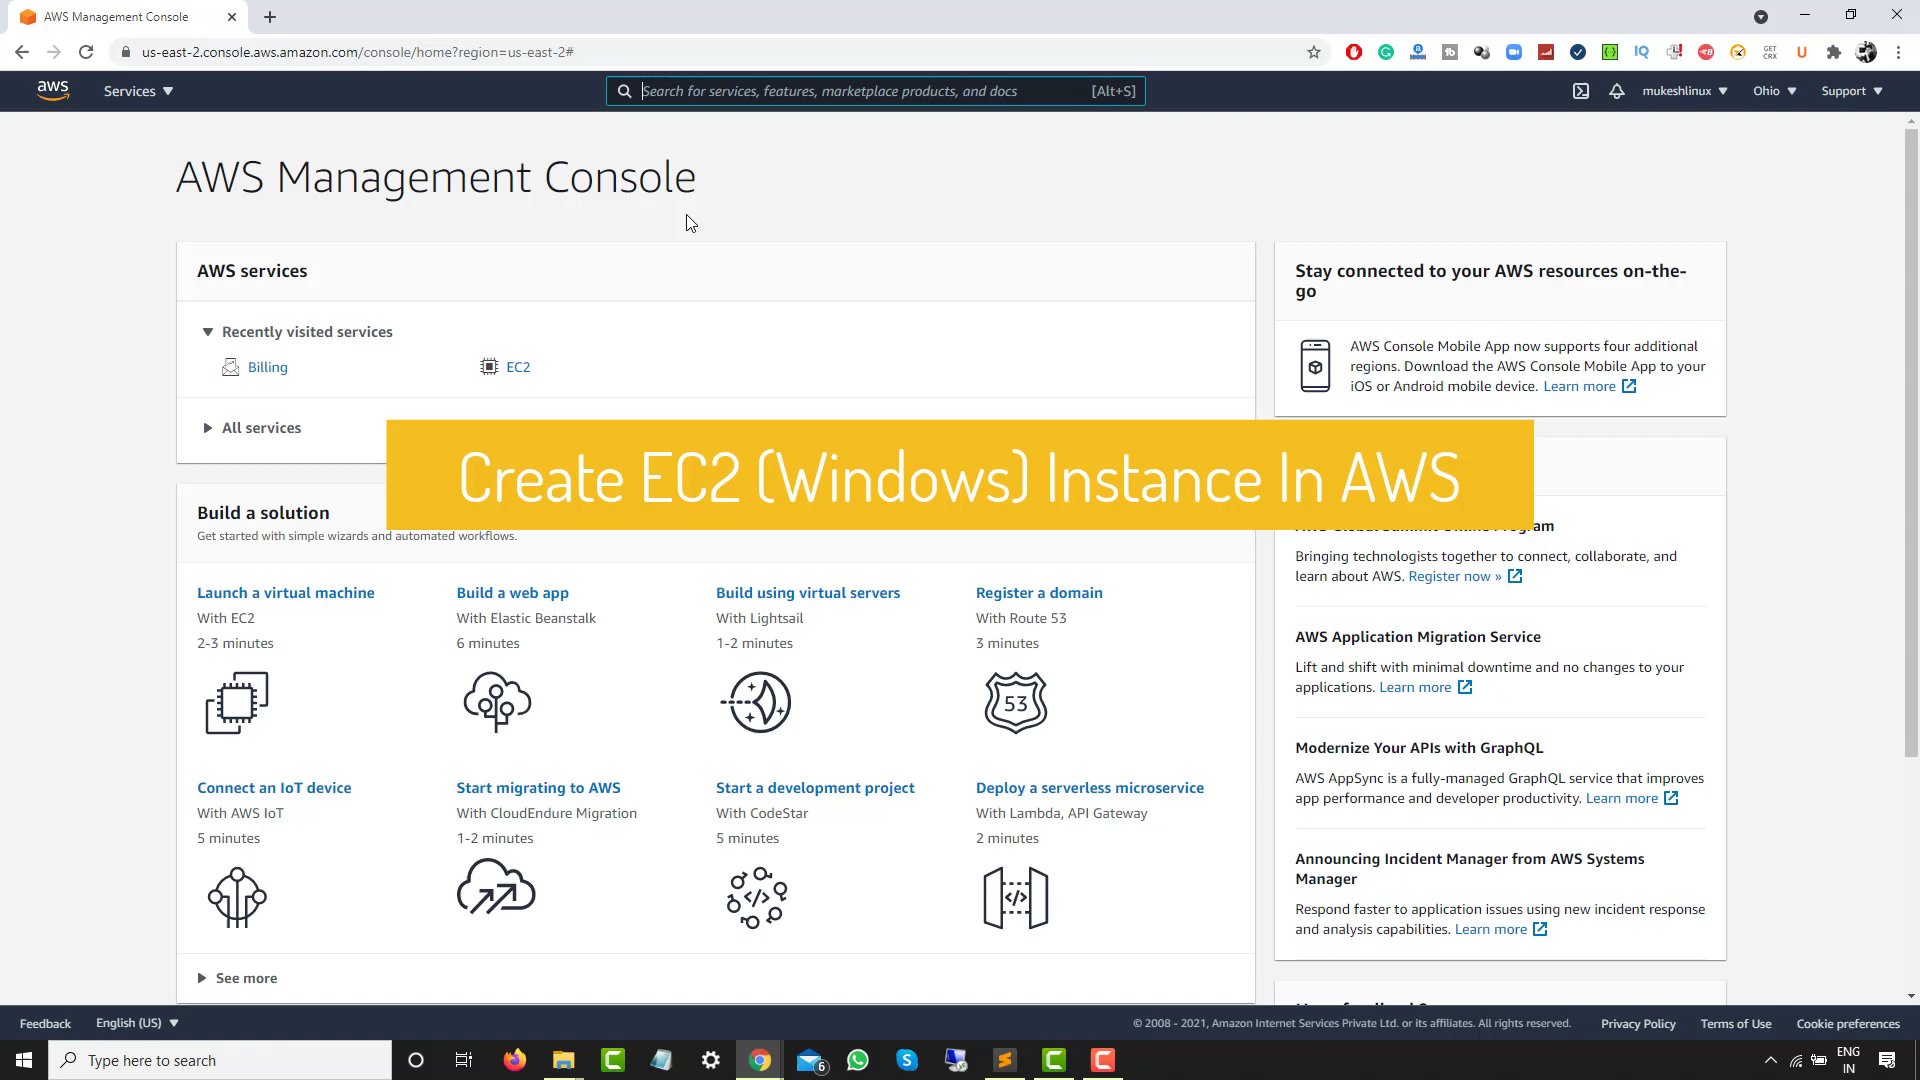 AWS Management Console
us-east-2.console.aws.amazon.com/console/home?region=us-east-2#
aws
Services
Search for services, features, marketplace products, and docs [Alt+S]
mukeshlinux
Ohio
Support
AWS Management Console
AWS services
Recently visited services
Billing
EC2
All services
Stay connected to your AWS resources on-the-
go
AWS Console Mobile App now supports four additional
regions. Download the AWS Console Mobile App to your
iOS or Android mobile device. Learn more
Create EC2 (Windows) Instance In AWS
Build a solution
Get started with simple wizards and automated workflows.
Launch a virtual machine
With EC2
2-3 minutes
Build a web app
With Elastic Beanstalk
6 minutes
Build using virtual servers
With Lightsail
1-2 minutes
Register a domain
With Route 53
3 minutes
53
Connect an IoT device
With AWS IoT
5 minutes
Start migrating to AWS
With CloudEndure Migration
1-2 minutes
Start a development project
With CodeStar
5 minutes
</>
Deploy a serverless microservice
With Lambda, API Gateway
2 minutes
</>
See more
Bringing technologists together to connect, collaborate, and
learn about AWS. Register now »
AWS Application Migration Service
Lift and shift with minimal downtime and no changes to your
applications. Learn more
Modernize Your APIs with GraphQL
AWS AppSync is a fully-managed GraphQL service that improves
app performance and developer productivity. Learn more
Announcing Incident Manager from AWS Systems
Manager
Respond faster to application issues using new incident response
and analysis capabilities. Learn more
Feedback
English (US)
© 2008 - 2021, Amazon Internet Services Private Ltd. or its affiliates. All rights reserved.
Privacy Policy
Terms of Use
Cookie preferences
Type here to search
6
ENG
IN